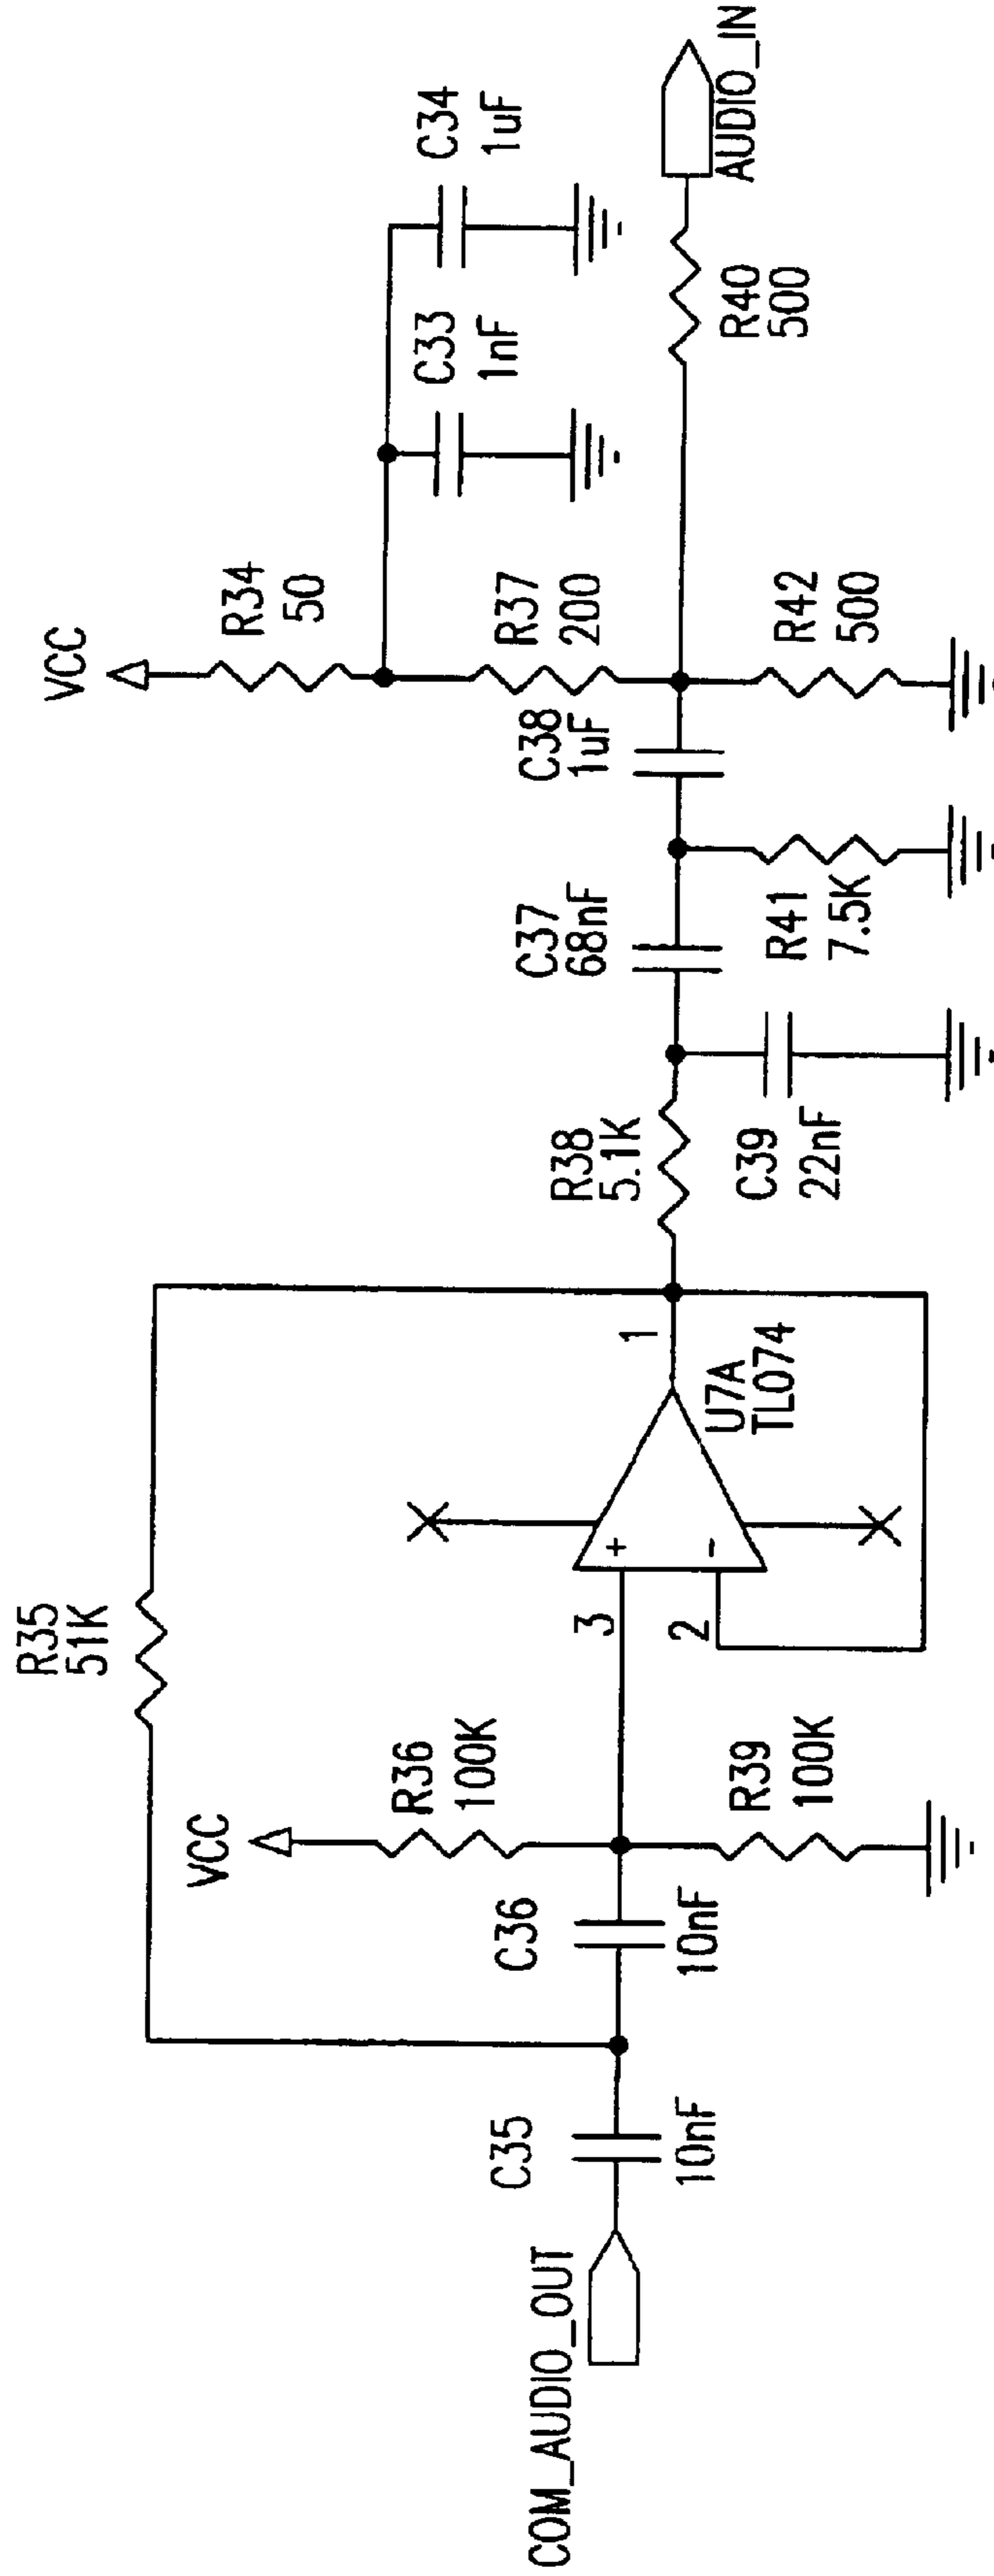 COM_AUDIO_OUT
C35
10nF
C36
10nF
VCC
R36
100K
R39
100K
R35
51K
3
2
+
-
1
U7A
TL074
R38
5.1K
C39
22nF
C37
68nF
R41
7.5K
C38
1uF
VCC
R34
50
R37
200
R42
500
C33
1nF
C34
1uF
R40
500
AUDIO_IN